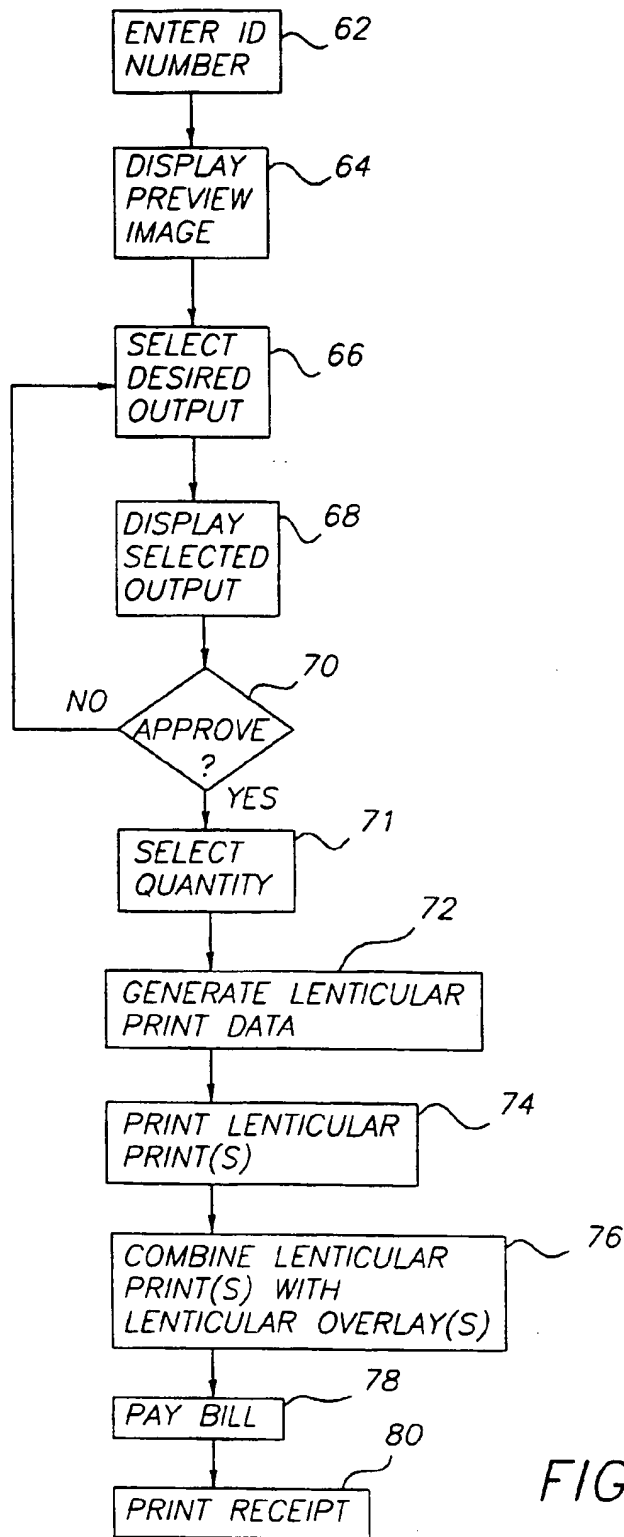 ENTER ID
NUMBER
62
DISPLAY
PREVIEW
IMAGE
64
SELECT
DESIRED
OUTPUT
66
DISPLAY
SELECTED
OUTPUT
68
APPROVE
?
70
NO
YES
SELECT
QUANTITY
71
GENERATE LENTICULAR
PRINT DATA
72
PRINT LENTICULAR
PRINT(S)
74
COMBINE LENTICULAR
PRINT(S) WITH
LENTICULAR OVERLAY(S)
76
PAY BILL
78
PRINT RECEIPT
80
FIG